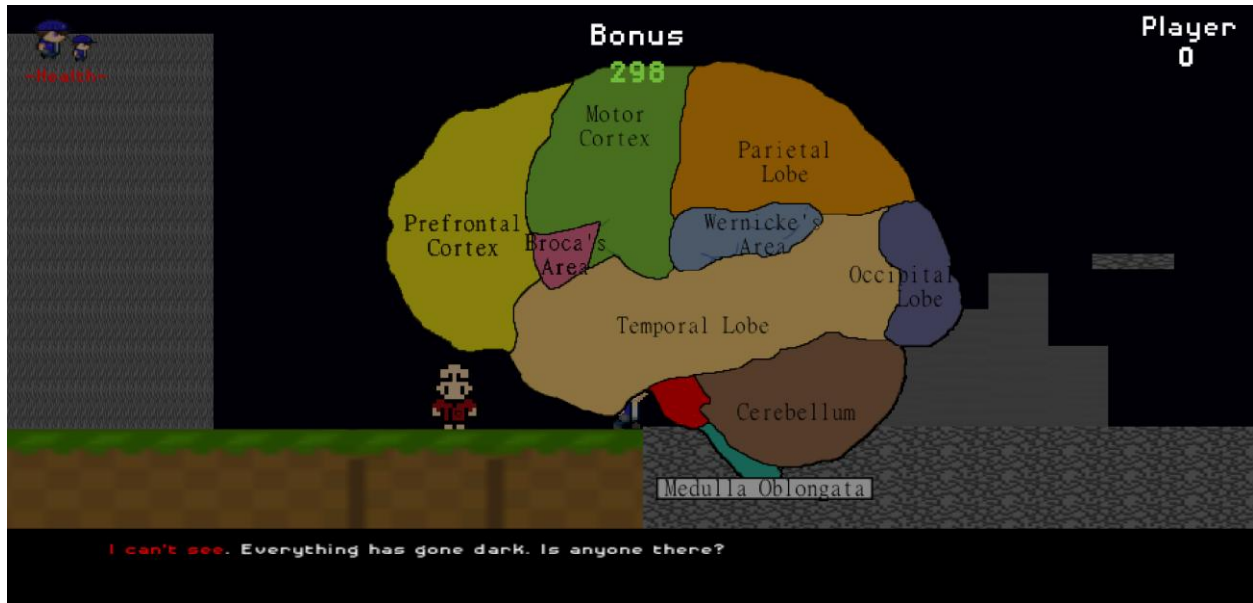 Bonus
298
Player
0
~Health~
Motor
Cortex
Parietal
Lobe
Prefrontal
Cortex
Broca's
Area
Wernicke's
Area
Occipital
Lobe
Temporal Lobe
Cerebellum
Medulla Oblongata
I can't see. Everything has gone dark. Is anyone there?